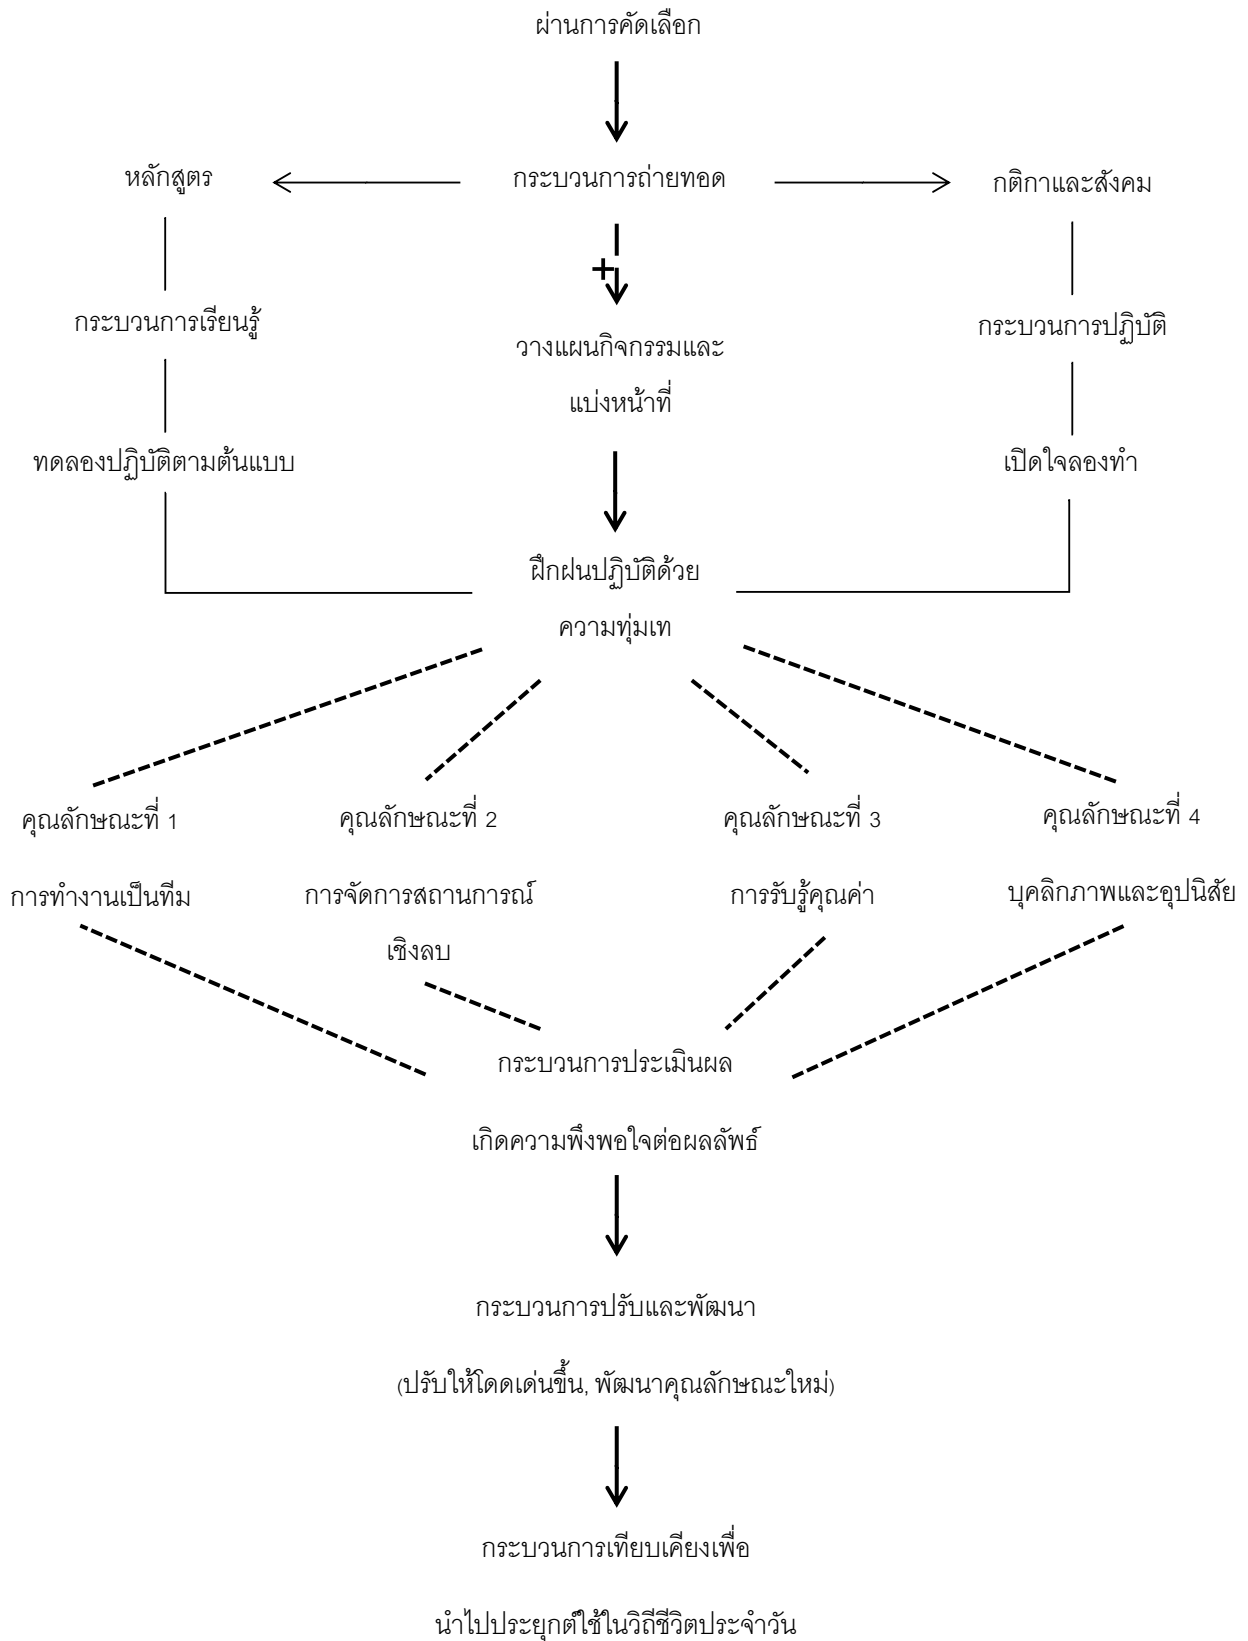 ผ่านการคัดเลือก
หลักสูตร
กระบวนการถ่ายทอด
กติกาและสังคม
+
กระบวนการเรียนรู้
วางแผนกิจกรรมและ
แบ่งหน้าที่
กระบวนการปฏิบัติ
ทดลองปฏิบัติตามต้นแบบ
เปิดใจลองทำ
ฝึกฝนปฏิบัติด้วย
ความทุ่มเท
คุณลักษณะที่ 1
คุณลักษณะที่ 2
คุณลักษณะที่ 3
คุณลักษณะที่ 4
การทำงานเป็นทีม
การจัดการสถานการณ์
เชิงลบ
การรับรู้คุณค่า
บุคลิกภาพและอุปนิสัย
กระบวนการประเมินผล
เกิดความพึงพอใจต่อผลลัพธ์
กระบวนการปรับและพัฒนา
(ปรับให้โดดเด่นขึ้น, พัฒนาคุณลักษณะใหม่)
กระบวนการเทียบเคียงเพื่อ
นำไปประยุกต์ใช้ในวิถีชีวิตประจำวัน